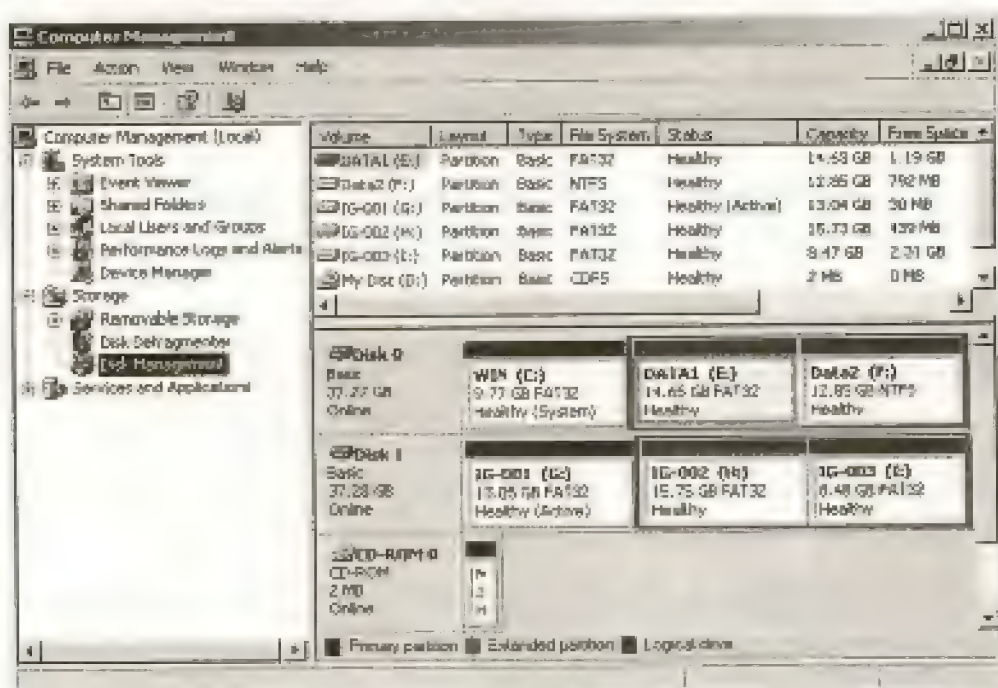 Computer Management
File Action View Window Help
Computer Management (Local)
System Tools
Event Viewer
Shared Folders
Local Users and Groups
Performance Logs and Alerts
Device Manager
Storage
Removable Storage
Disk Defragmenter
Disk Management
Services and Applications
Volume Layout Type File System Status Capacity Free Space
DATA1 (E:) Partition Basic FAT32 Healthy 14.63 GB 1.19 GB
Data2 (F:) Partition Basic NTFS Healthy 12.85 GB 792 MB
IG-001 (G:) Partition Basic FAT32 Healthy (Active) 13.04 GB 30 MB
IG-002 (H:) Partition Basic FAT32 Healthy 15.73 GB 439 MB
IG-003 (I:) Partition Basic FAT32 Healthy 8.47 GB
My Disc (D:) Partition Basic CDFS Healthy 2 MB 0 MB
Disk 0
Basic
37.27 GB
Online
WIN (C:)
9.77 GB FAT32
Healthy (System)
DATA1 (E:)
14.65 GB FAT32
Healthy
Data2 (F:)
12.85 GB NTFS
Healthy
Disk 1
Basic
37.28 GB
Online
IG-001 (G:)
13.05 GB FAT32
Healthy (Active)
IG-002 (H:)
15.75 GB FAT32
Healthy
IG-003 (I:)
8.48 GB FAT32
Healthy
CD-ROM 0
CD-ROM
2 MB
Online
Primary partition Extended partition Logical drive